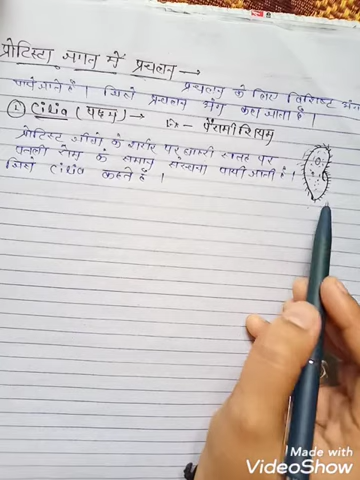 प्रोटिस्टा जगत में प्रचलन →
प्रचलन के लिए विशिष्ट अंग
पाये जाते है । जिसे प्रचलन अंग कहा जाता है ।
① Cilia (पक्ष्म) → Ex- पैरामीशियम
प्रोटिस्ट जीवो के शरीर पर बाहरी सतह पर
पतली रोम के समान संरचना पायी जाती है ।
जिसे Cilia कहते है ।
Made with
VideoShow